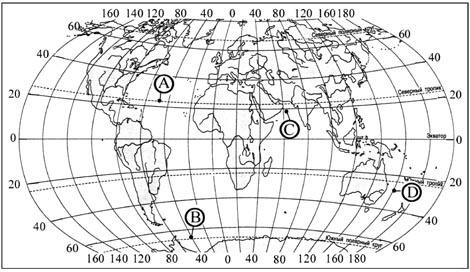 160 140 120 80 40 0 40 80 120 140 160 180
60 Северный полярный круг 60
40 40
A
20 Северный тропик 20
C
0 Экватор 0
20 Южный тропик 20
D
B
40 40
60 Южный полярный круг 60
160 140 120 80 40 0 40 80 120 140 160 180